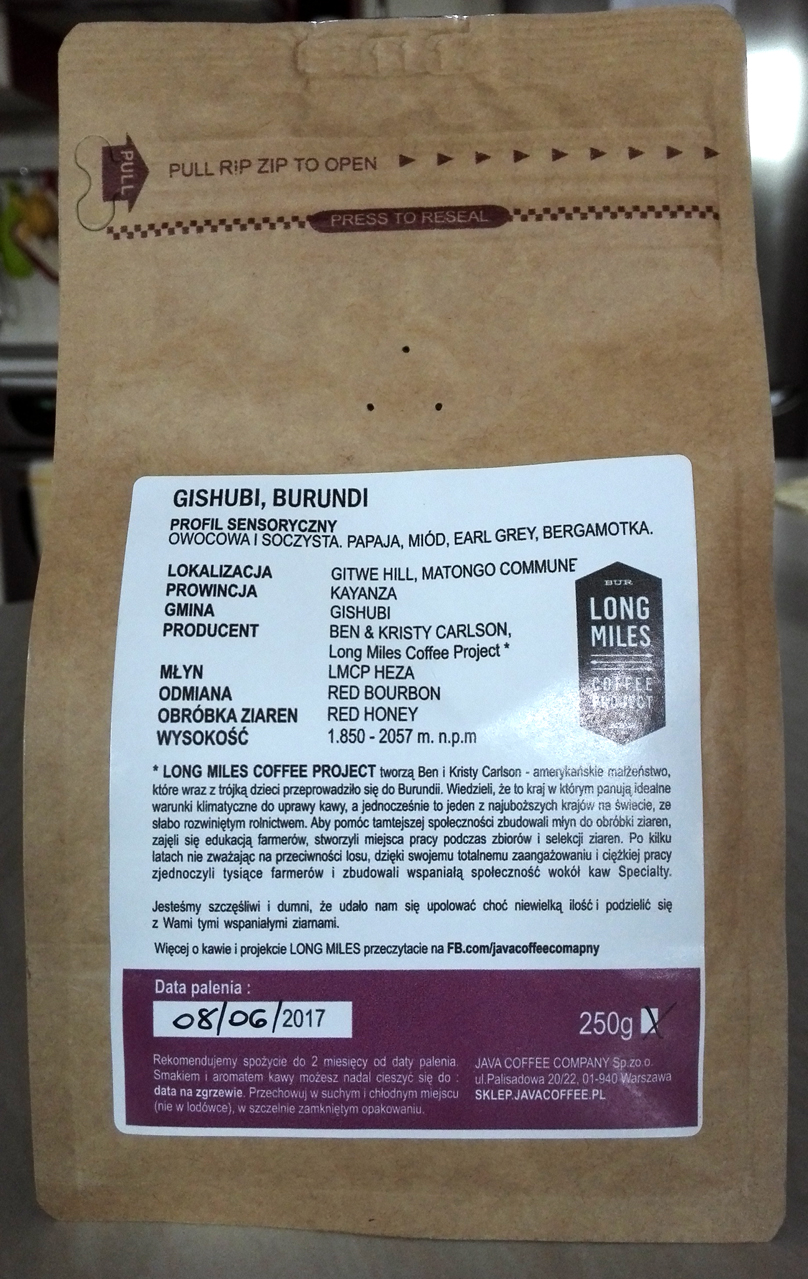 PULL
PULL RIP ZIP TO OPEN
PRESS TO RESEAL
GISHUBI, BURUNDI
PROFIL SENSORYCZNY
OWOCOWA I SOCZYSTA. PAPAJA, MIÓD, EARL GREY, BERGAMOTKA.
LOKALIZACJA GITWE HILL, MATONGO COMMUNE
PROWINCJA KAYANZA
GMINA GISHUBI
PRODUCENT BEN & KRISTY CARLSON,
Long Miles Coffee Project *
MŁYN LMCP HEZA
ODMIANA RED BOURBON
OBRÓBKA ZIAREN RED HONEY
WYSOKOŚĆ 1.850 - 2057 m. n.p.m
BUR
LONG
MILES
COFFEE
PROJECT
* LONG MILES COFFEE PROJECT tworzą Ben i Kristy Carlson - amerykańskie małżeństwo,
które wraz z trójką dzieci przeprowadziło się do Burundii. Wiedzieli, że to kraj w którym panują idealne
warunki klimatyczne do uprawy kawy, a jednocześnie to jeden z najuboższych krajów na świecie, ze
słabo rozwiniętym rolnictwem. Aby pomóc tamtejszej społeczności zbudowali młyn do obróbki ziaren,
zajęli się edukacją farmerów, stworzyli miejsca pracy podczas zbiorów i selekcji ziaren. Po kilku
latach nie zważając na przeciwności losu, dzięki swojemu totalnemu zaangażowaniu i ciężkiej pracy
zjednoczyli tysiące farmerów i zbudowali wspaniałą społeczność wokół kaw Specialty.
Jesteśmy szczęśliwi i dumni, że udało nam się upolować choć niewielką ilość i podzielić się
z Wami tymi wspaniałymi ziarnami.
Więcej o kawie i projekcie LONG MILES przeczytacie na FB.com/javacoffeecomapny
Data palenia :
08/06/2017
250g X
Rekomendujemy spożycie do 2 miesięcy od daty palenia.
Smakiem i aromatem kawy możesz nadal cieszyć się do :
data na zgrzewie. Przechowuj w suchym i chłodnym miejscu
(nie w lodówce), w szczelnie zamkniętym opakowaniu.
JAVA COFFEE COMPANY Sp.zo.o.
ul.Palisadowa 20/22, 01-940 Warszawa
SKLEP.JAVACOFFEE.PL